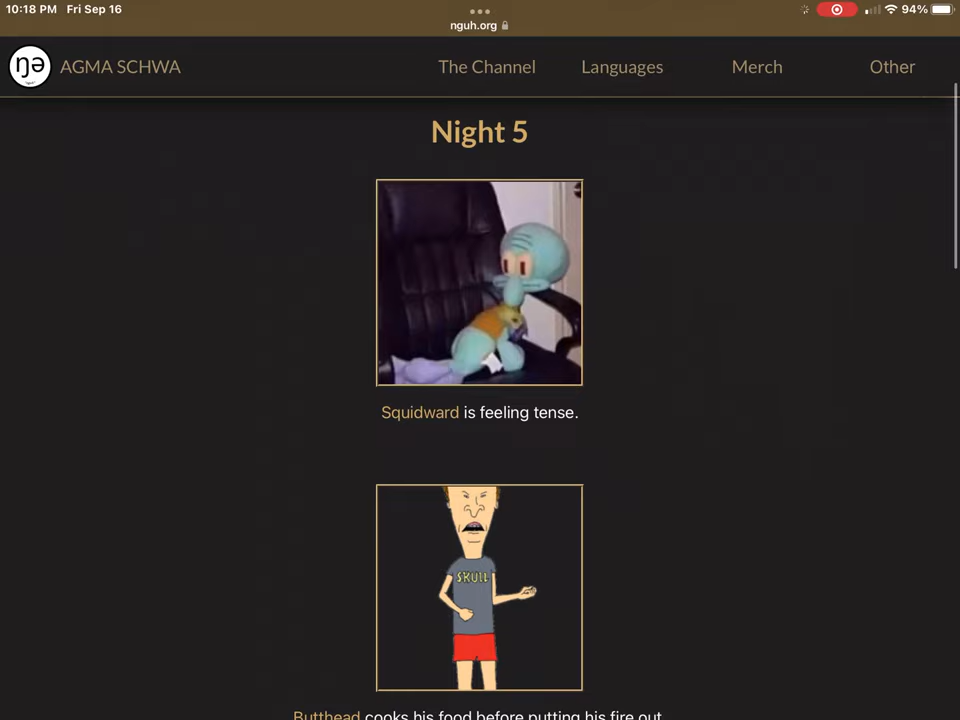 10:18 PM Fri Sep 16
94%
nguh.org
ŋə
AGMA SCHWA
The Channel
Languages
Merch
Other
Night 5
Squidward is feeling tense.
SKULL
Butthead cooks his food before putting his fire out.